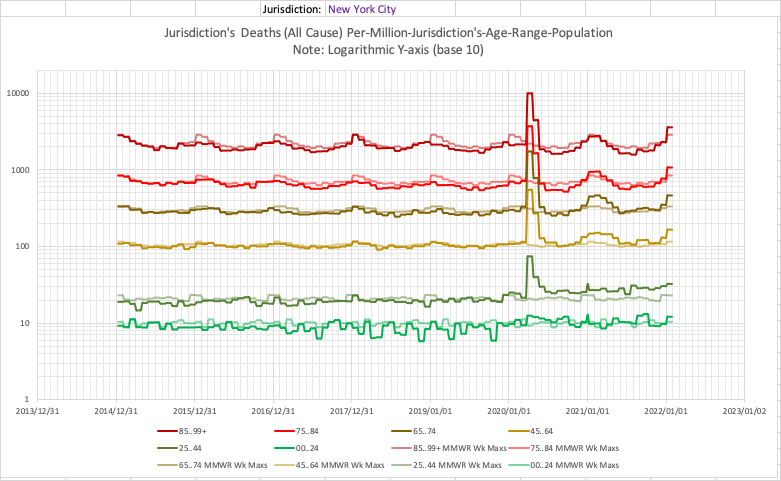 Jurisdiction: New York City
Jurisdiction's Deaths (All Cause) Per-Million-Jurisdiction's-Age-Range-Population
Note: Logarithmic Y-axis (base 10)
10000
1000
100
10
1
2013/12/31 2014/12/31 2015/12/31 2016/12/31 2017/12/31 2019/01/01 2020/01/01 2021/01/01 2022/01/01 2023/01/02
85..99+ 75..84 65..74 45..64
25..44 00..24 85..99+ MMWR Wk Maxs 75..84 MMWR Wk Maxs
65..74 MMWR Wk Maxs 45..64 MMWR Wk Maxs 25..44 MMWR Wk Maxs 00..24 MMWR Wk Maxs